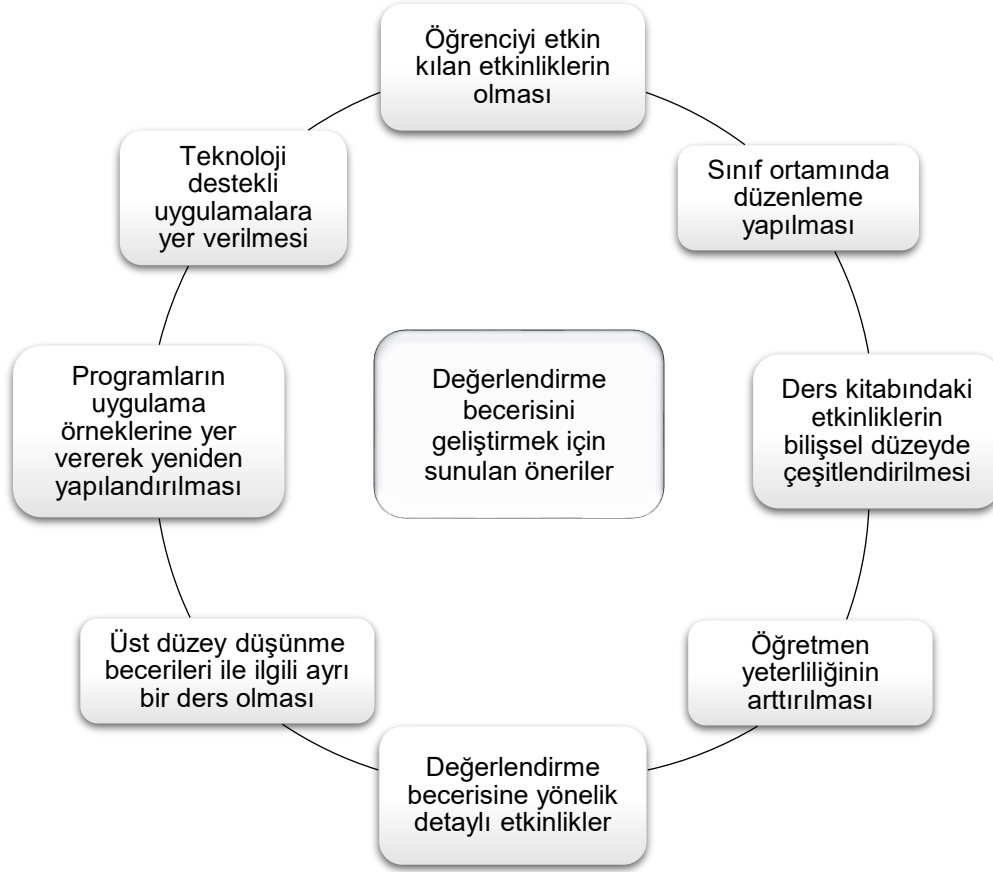 Öğrenciyi etkin
kılan etkinliklerin
olması
Sınıf ortamında
düzenleme
yapılması
Ders kitabındaki
etkinliklerin
bilişsel düzeyde
çeşitlendirilmesi
Öğretmen
yeterliliğinin
arttırılması
Değerlendirme
becerisine yönelik
detaylı etkinlikler
Üst düzey düşünme
becerileri ile ilgili ayrı
bir ders olması
Programların
uygulama
örneklerine yer
vererek yeniden
yapılandırılması
Teknoloji
destekli
uygulamalara
yer verilmesi
Değerlendirme
becerisini
geliştirmek için
sunulan öneriler